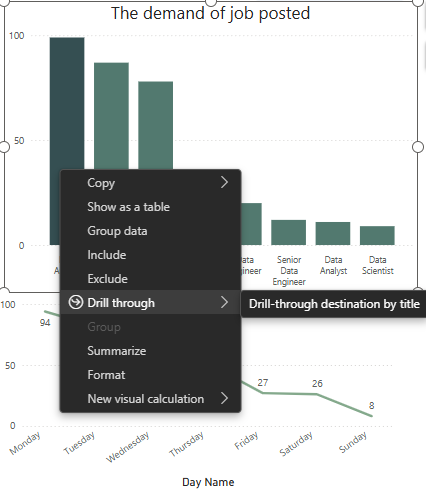 The demand of job posted
100
50
0
Copy
Show as a table
Group data
Include
Exclude
Drill through
Drill-through destination by title
Group
Summarize
Format
New visual calculation
Senior
Data
Engineer
Data
Analyst
Data
Scientist
100
50
0
94
27
26
8
Monday
Tuesday
Wednesday
Thursday
Friday
Saturday
Sunday
Day Name